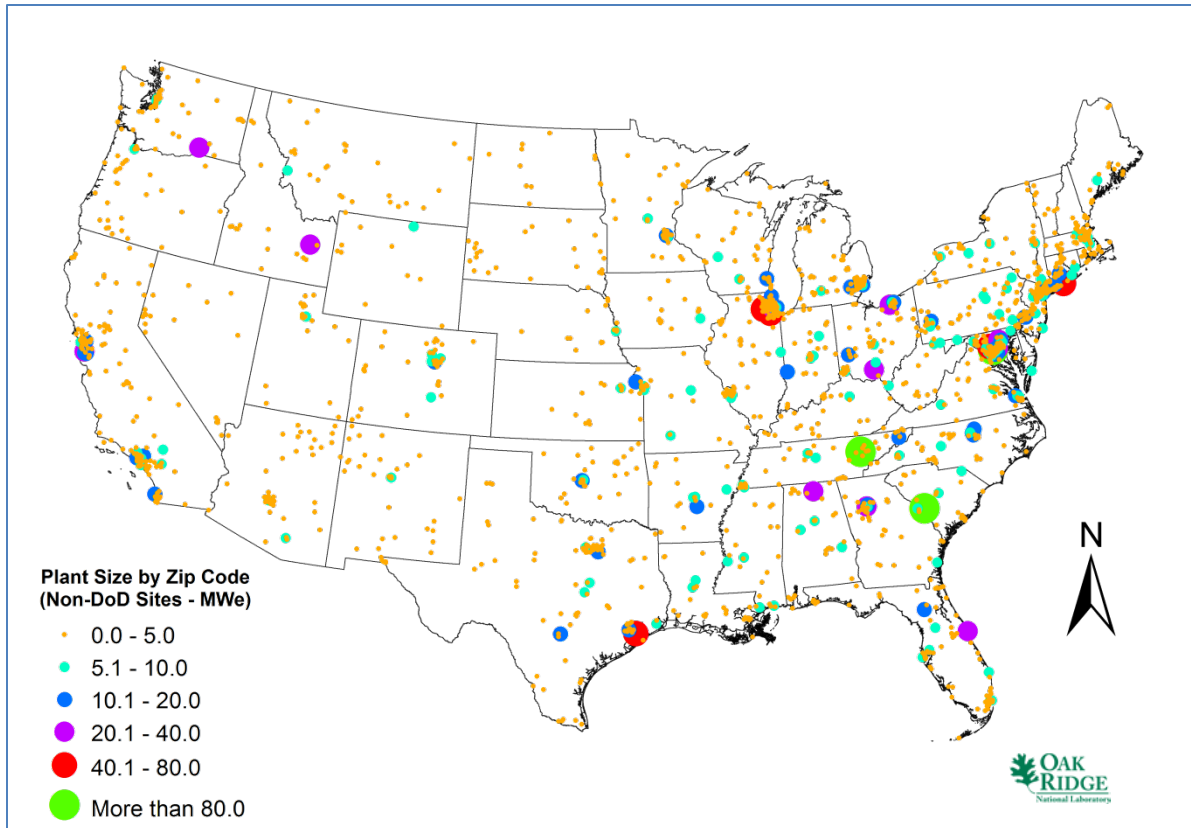 N
Plant Size by Zip Code
(Non-DoD Sites - MWe)
0.0 - 5.0
5.1 - 10.0
10.1 - 20.0
20.1 - 40.0
40.1 - 80.0
More than 80.0
OAK
RIDGE
National Laboratory